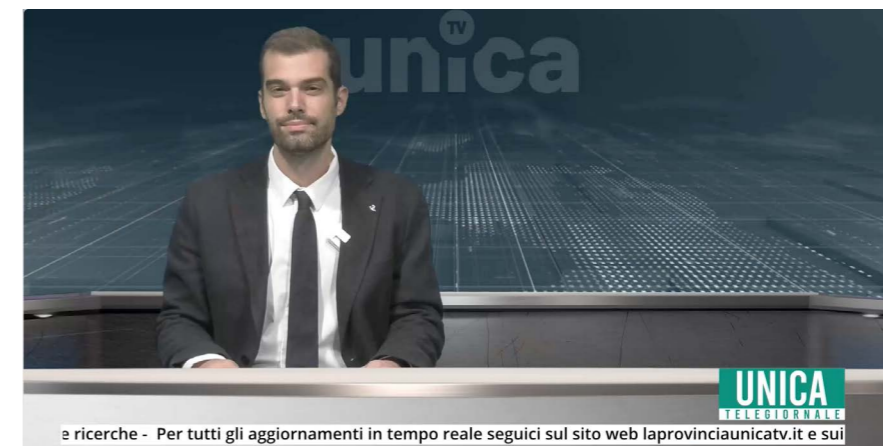 TV
unica
UNICA
TELEGIORNALE
e ricerche - Per tutti gli aggiornamenti in tempo reale seguici sul sito web laprovinciaunicatv.it e sui